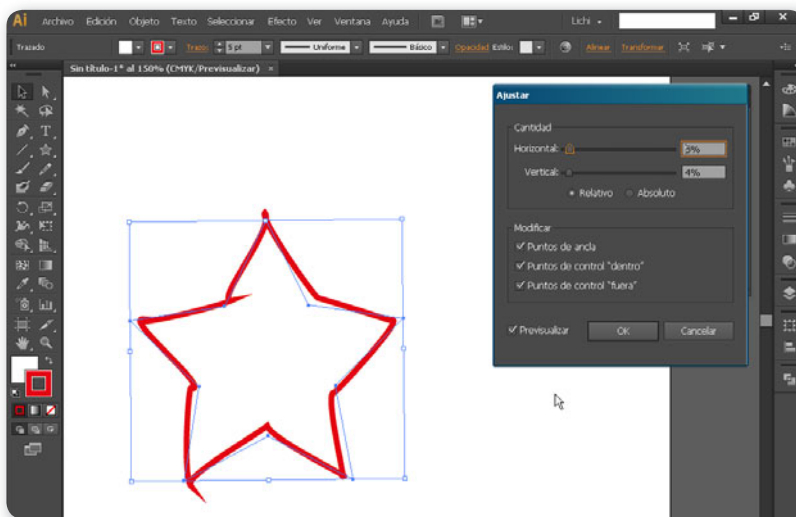 Ai Archivo Edición Objeto Texto Seleccionar Efecto Ver Ventana Ayuda Lichi
Trazado Trazo: 5 pt Uniforme Básico Opacidad Estilo: Alinear Transformar
Sin título-1* al 150% (CMYK/Previsualizar) ×
Ajustar
Cantidad
Horizontal: 3%
Vertical: 4%
Relativo Absoluto
Modificar
Puntos de ancla
Puntos de control "dentro"
Puntos de control "fuera"
Previsualizar OK Cancelar